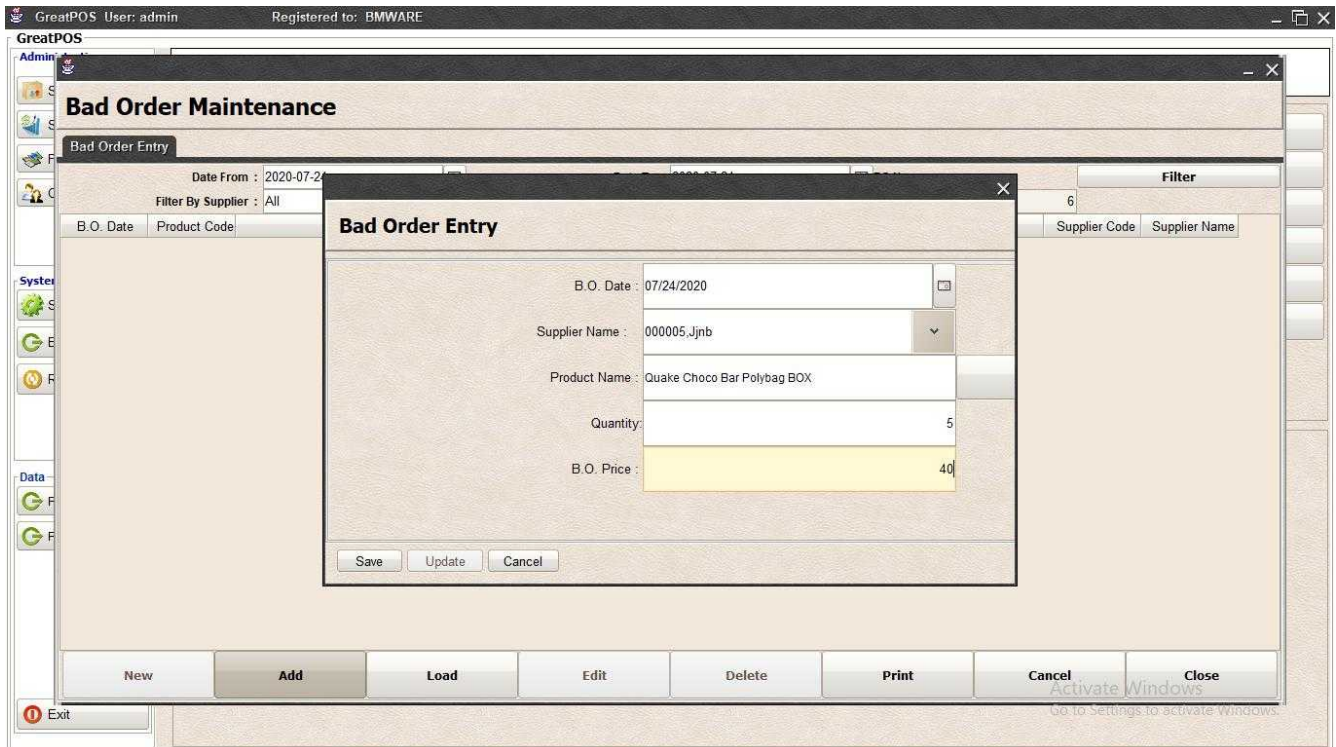 GreatPOS User: admin Registered to: BMWARE
GreatPOS
Bad Order Maintenance
Bad Order Entry
Date From : 2020-07-24
Filter
Filter By Supplier : All
6
B.O. Date Product Code Supplier Code Supplier Name
Bad Order Entry
B.O. Date : 07/24/2020
Supplier Name : 000005,Jjnb
Product Name : Quake Choco Bar Polybag BOX
Quantity: 5
B.O. Price : 40
Save Update Cancel
Data
New Add Load Edit Delete Print Cancel Close
Activate Windows
Go to Settings to activate Windows.
Exit